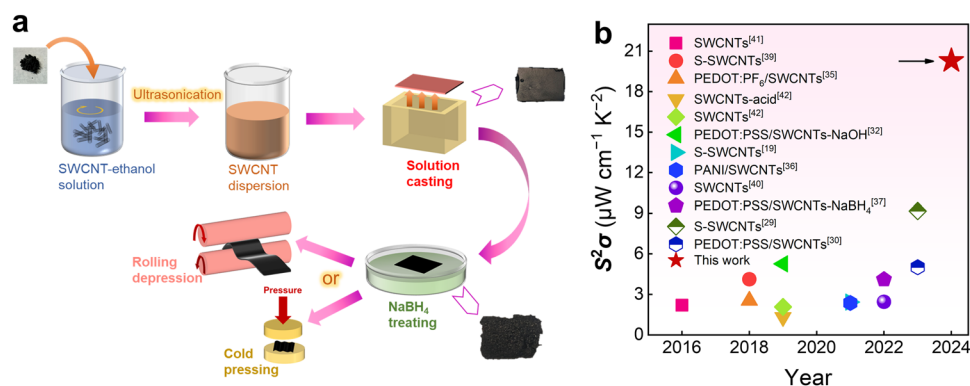 a
Ultrasonication
SWCNT-ethanol
solution
SWCNT
dispersion
Solution
casting
Rolling
depression
or
Pressure
NaBH₄
treating
Cold
pressing
b
S²σ (μW cm⁻¹ K⁻²)
21
18
15
12
9
6
3
0
SWCNTs[41]
S-SWCNTs[39]
PEDOT:PF₆/SWCNTs[35]
SWCNTs-acid[42]
SWCNTs[42]
PEDOT:PSS/SWCNTs-NaOH[32]
S-SWCNTs[19]
PANI/SWCNTs[36]
SWCNTs[40]
PEDOT:PSS/SWCNTs-NaBH₄[37]
S-SWCNTs[29]
PEDOT:PSS/SWCNTs[30]
This work
2016 2018 2020 2022 2024
Year